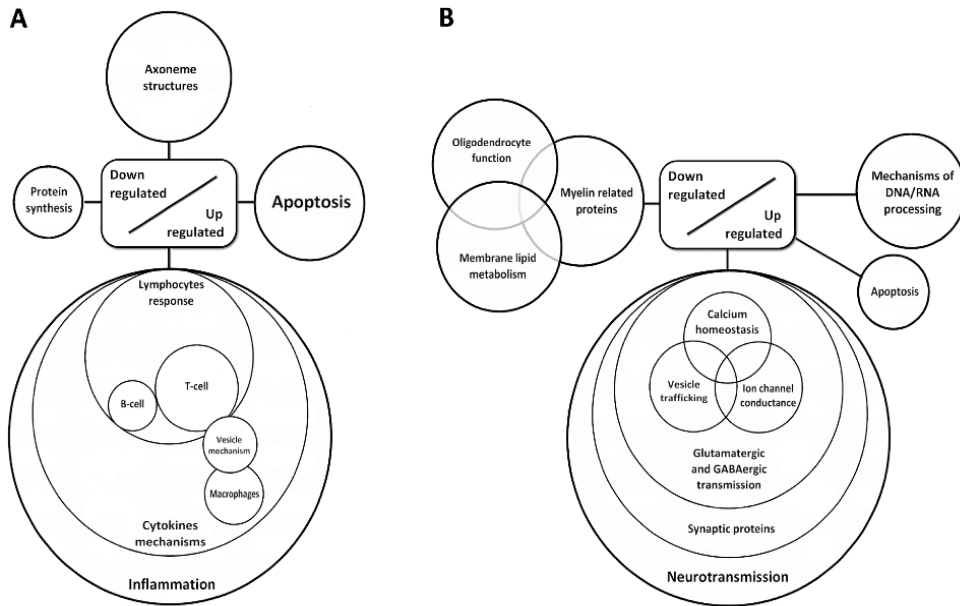 A
Axoneme
structures
Protein
synthesis
Down
regulated
Up
regulated
Apoptosis
Lymphocytes
response
T-cell
B-cell
Vesicle
mechanism
Macrophages
Cytokines
mechanisms
Inflammation
B
Oligodendrocyte
function
Myelin related
proteins
Membrane lipid
metabolism
Down
regulated
Up
regulated
Mechanisms of
DNA/RNA
processing
Apoptosis
Calcium
homeostasis
Vesicle
trafficking
Ion channel
conductance
Glutamatergic
and GABAergic
transmission
Synaptic proteins
Neurotransmission